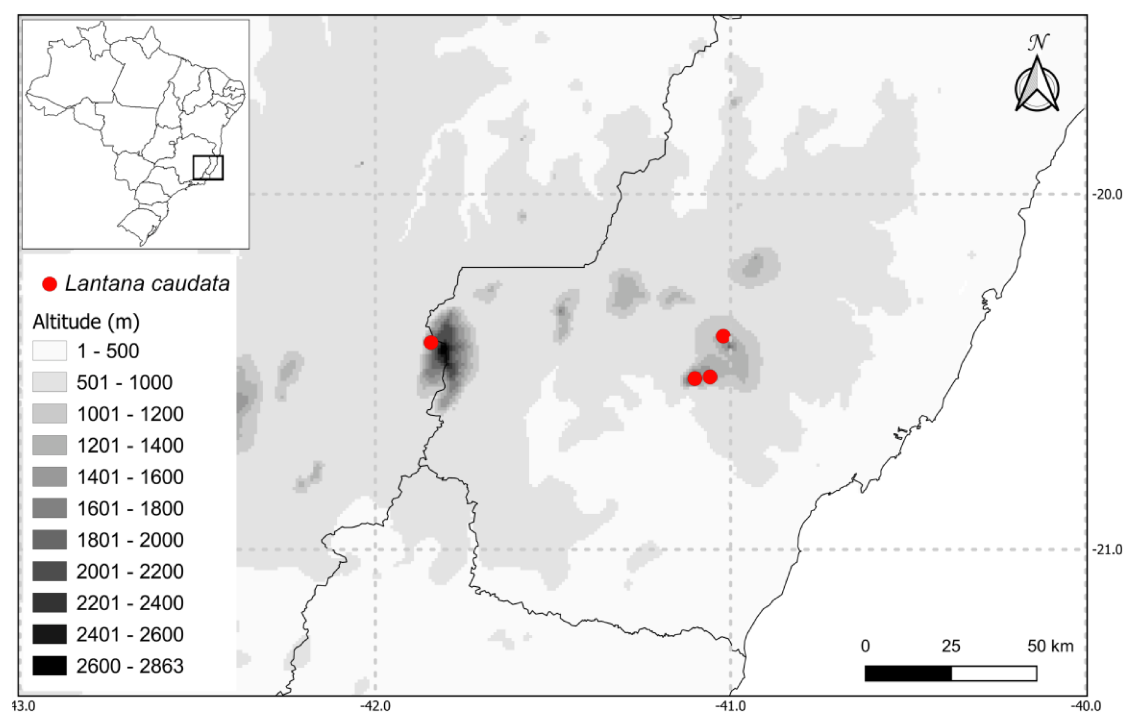 N
-20.0
Lantana caudata
Altitude (m)
1 - 500
501 - 1000
1001 - 1200
1201 - 1400
1401 - 1600
1601 - 1800
1801 - 2000
2001 - 2200
2201 - 2400
2401 - 2600
2600 - 2863
-21.0
0 25 50 km
43.0 -42.0 -41.0 -40.0